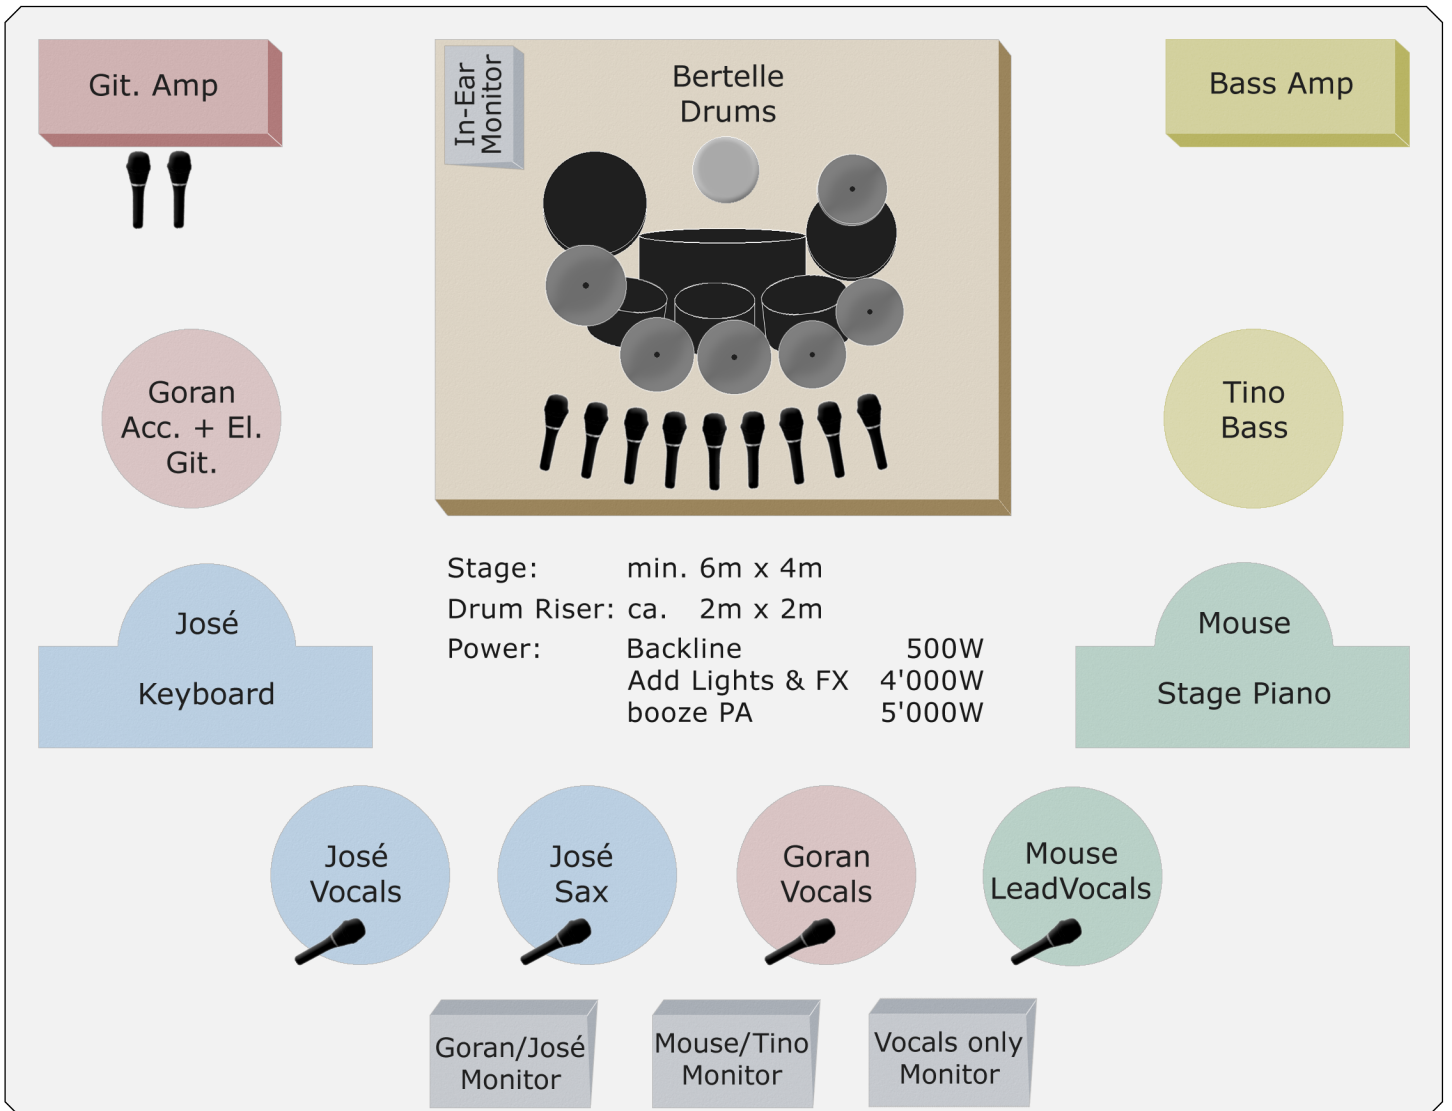 Git. Amp
In-Ear
Monitor
Bertelle
Drums
Bass Amp
Goran
Acc. + El.
Git.
Tino
Bass
Stage: min. 6m x 4m
Drum Riser: ca. 2m x 2m
Power: Backline 500W
Add Lights & FX 4'000W
booze PA 5'000W
José
Keyboard
Mouse
Stage Piano
José
Vocals
José
Sax
Goran
Vocals
Mouse
LeadVocals
Goran/José
Monitor
Mouse/Tino
Monitor
Vocals only
Monitor